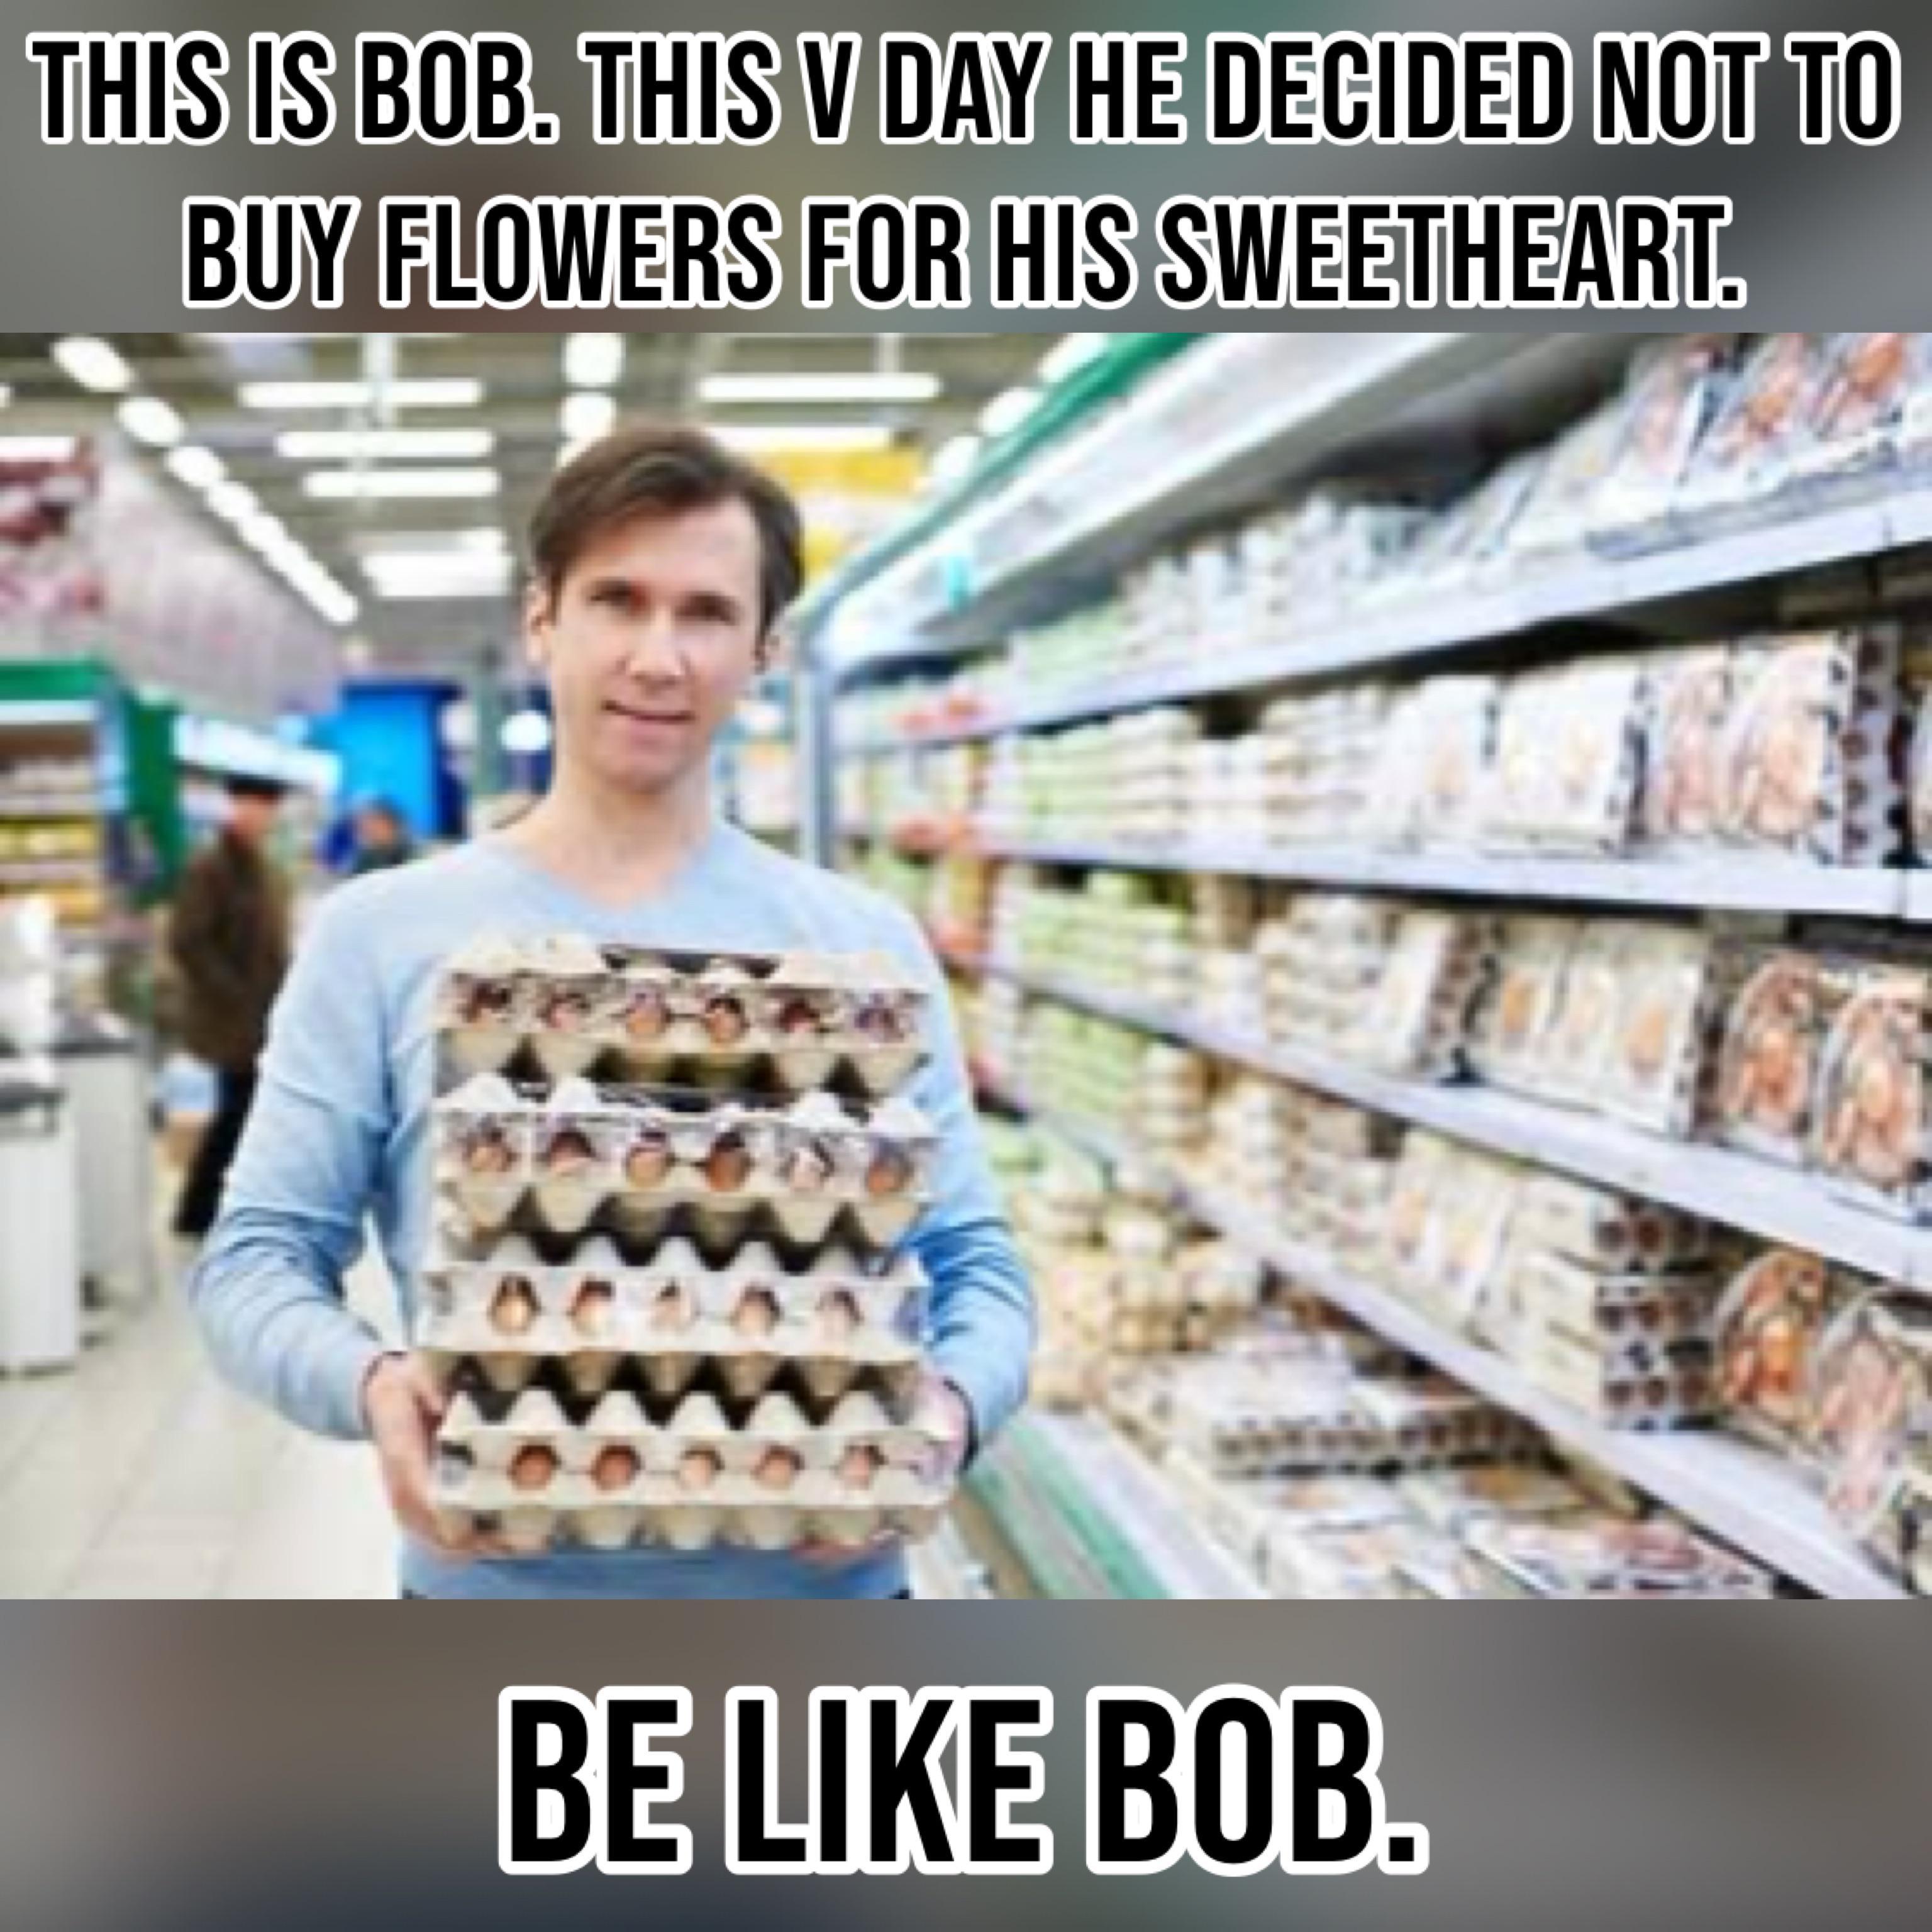 THIS IS BOB. THIS V DAY HE DECIDED NOT TO
BUY FLOWERS FOR HIS SWEETHEART.
BE LIKE BOB.